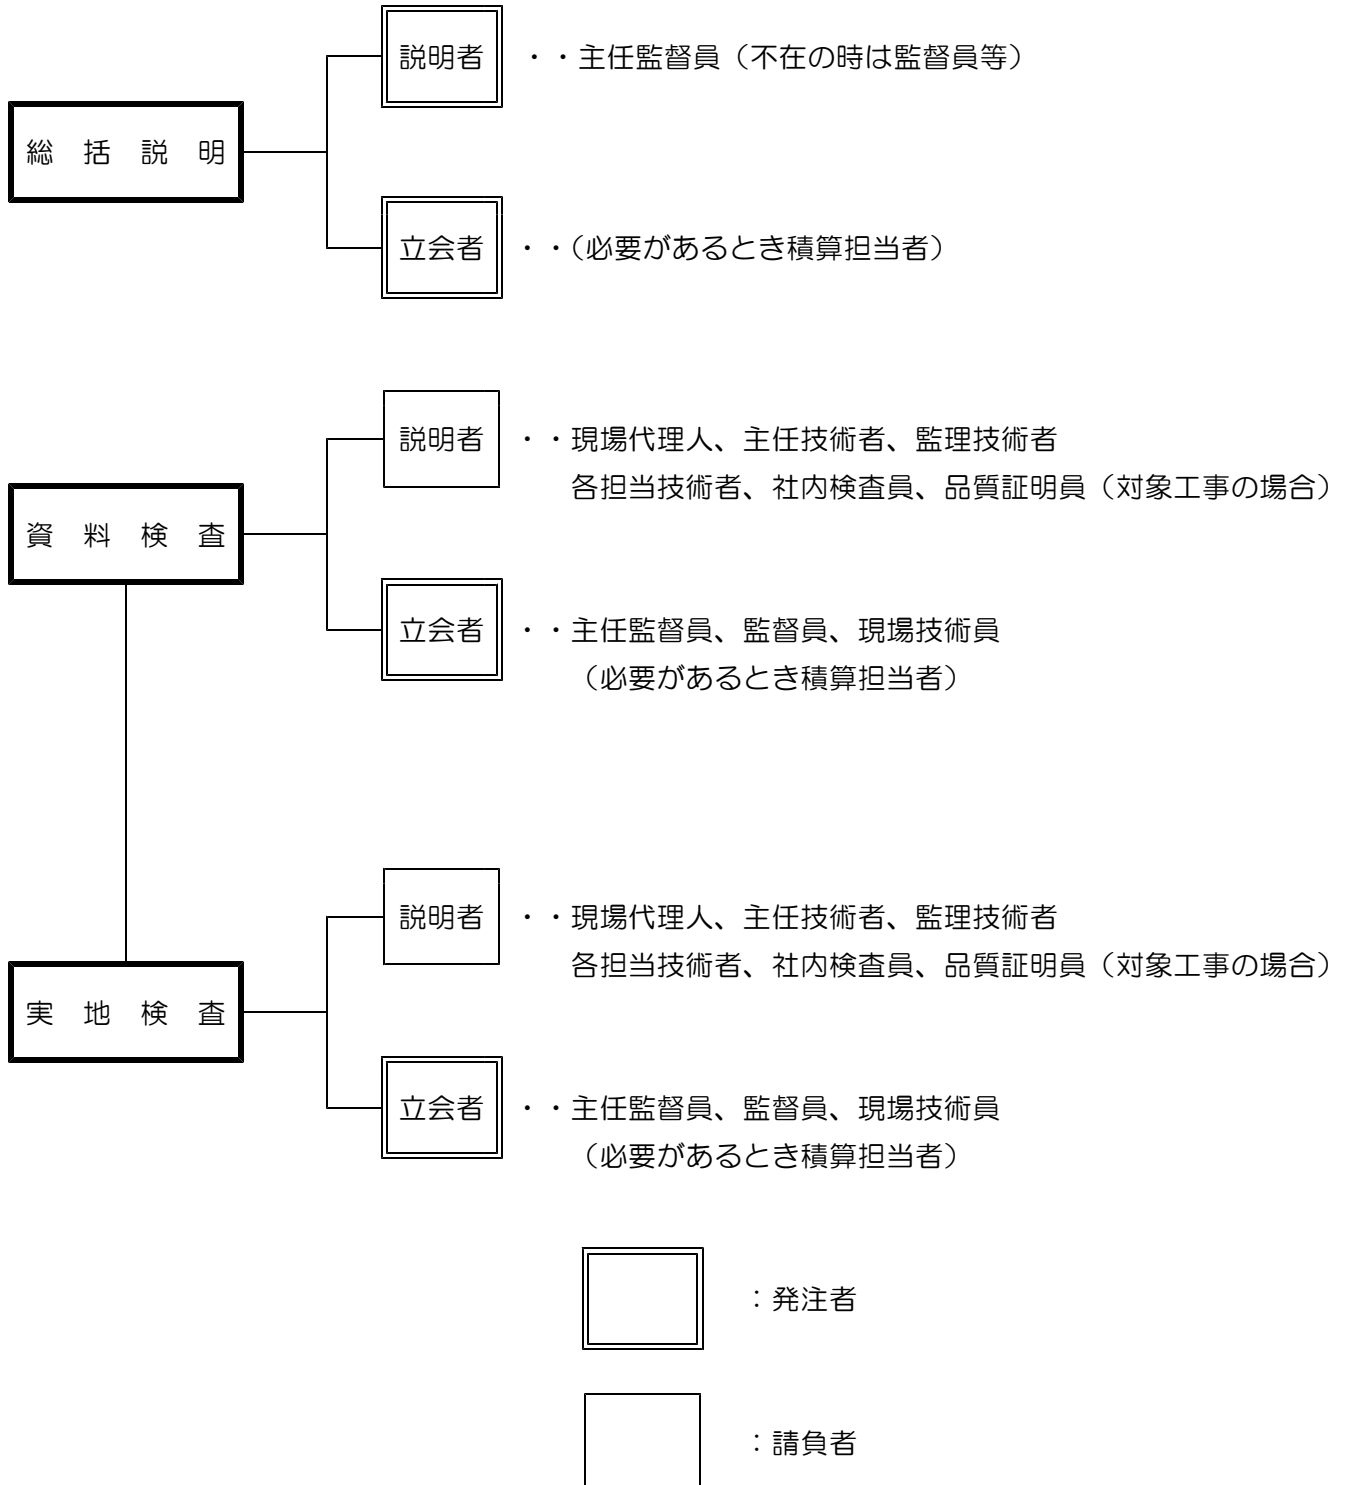 説明者 ・・主任監督員（不在の時は監督員等）
総括説明
立会者 ・・（必要があるとき積算担当者）
説明者 ・・現場代理人、主任技術者、監理技術者
各担当技術者、社内検査員、品質証明員（対象工事の場合）
資料検査
立会者 ・・主任監督員、監督員、現場技術員
（必要があるとき積算担当者）
説明者 ・・現場代理人、主任技術者、監理技術者
各担当技術者、社内検査員、品質証明員（対象工事の場合）
実地検査
立会者 ・・主任監督員、監督員、現場技術員
（必要があるとき積算担当者）
：発注者
：請負者